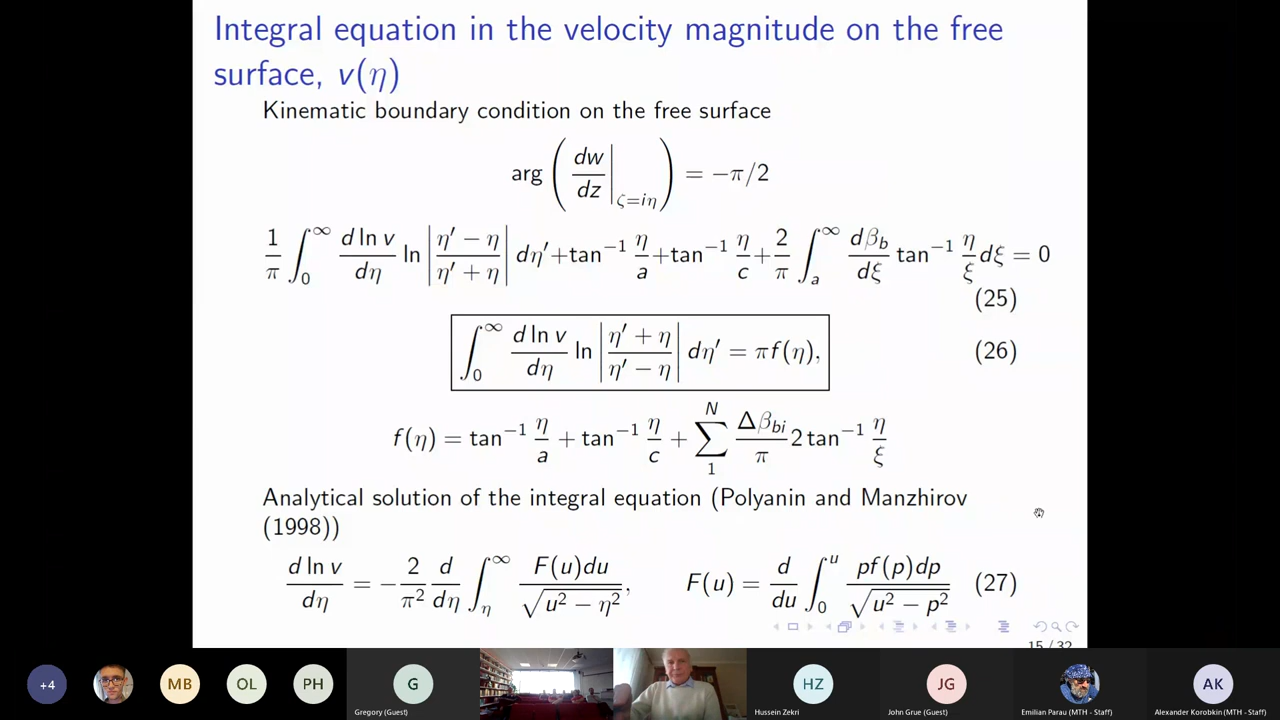 Integral equation in the velocity magnitude on the free
surface, v(η)
Kinematic boundary condition on the free surface
arg ( dw/dz |_{ζ=iη} ) = −π/2
1/π ∫_0^∞ d ln v/dη ln |η′ − η / η′ + η| dη′+tan⁻¹ η/a +tan⁻¹ η/c + 2/π ∫_a^∞ dβ_b/dξ tan⁻¹ η/ξ dξ = 0
(25)
∫_0^∞ d ln v/dη ln |η′ + η / η′ − η| dη′ = πf(η), (26)
f(η) = tan⁻¹ η/a + tan⁻¹ η/c + ∑_1^N Δβ_{bi}/π 2 tan⁻¹ η/ξ
Analytical solution of the integral equation (Polyanin and Manzhirov
(1998))
d ln v/dη = − 2/π² d/dη ∫_η^∞ F(u)du/√(u² − η²), F(u) = d/du ∫_0^u pf(p)dp/√(u² − p²) (27)
15 / 32
+4 MB OL PH G HZ JG AK
Gregory (Guest) Hussein Zekri John Grue (Guest) Emilian Parau (MTH - Staff) Alexander Korobkin (MTH - Staff)